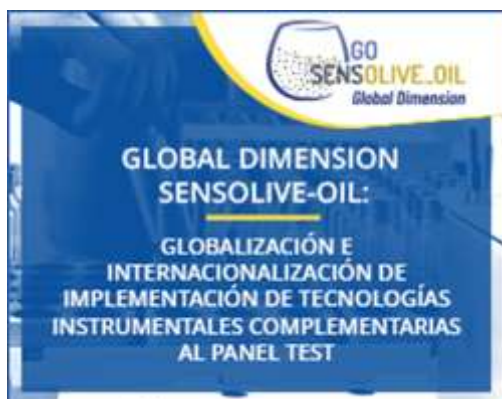 GO
SENSOLIVE_OIL
Global Dimension
GLOBAL DIMENSION
SENSOLIVE-OIL:
GLOBALIZACIÓN E
INTERNACIONALIZACIÓN DE
IMPLEMENTACIÓN DE TECNOLOGÍAS
INSTRUMENTALES COMPLEMENTARIAS
AL PANEL TEST